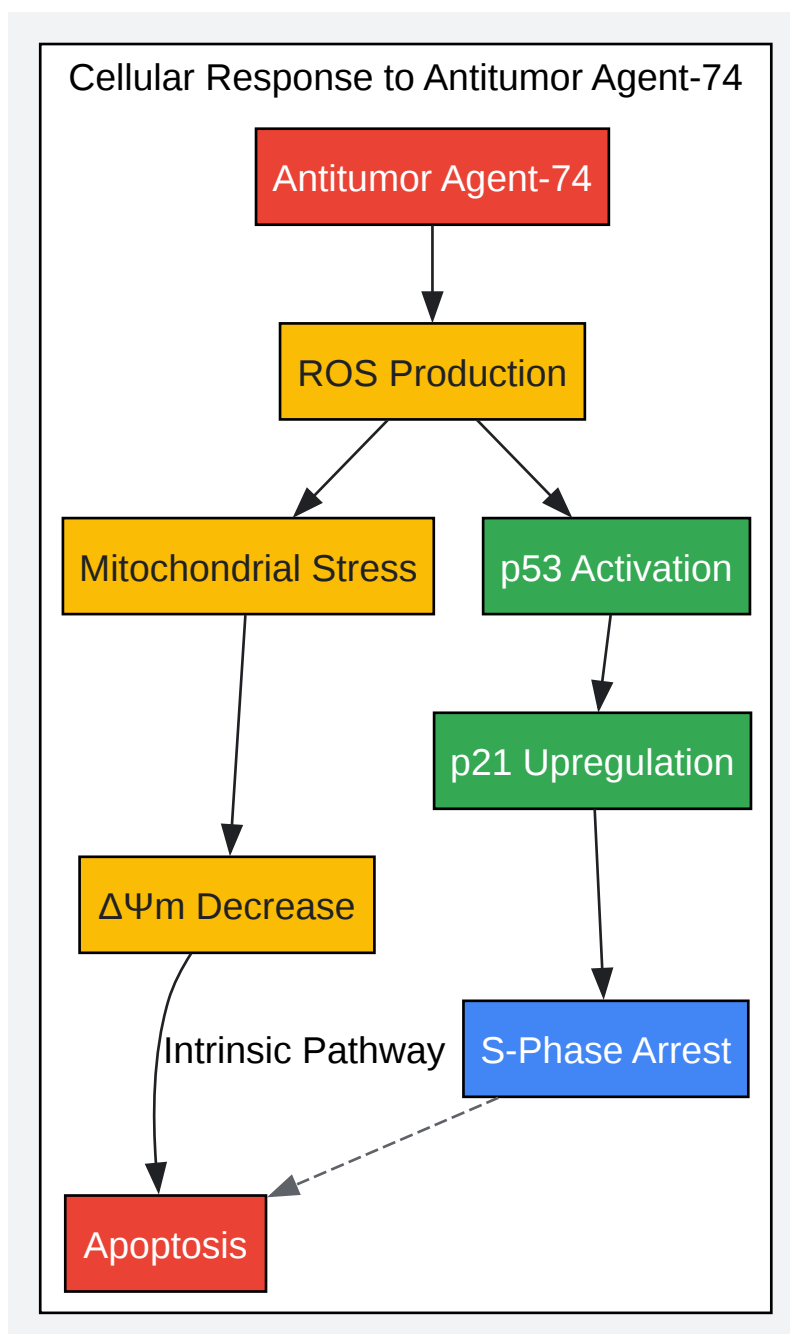 Cellular Response to Antitumor Agent-74
Antitumor Agent-74
ROS Production
Mitochondrial Stress
p53 Activation
p21 Upregulation
ΔΨm Decrease
Intrinsic Pathway
S-Phase Arrest
Apoptosis